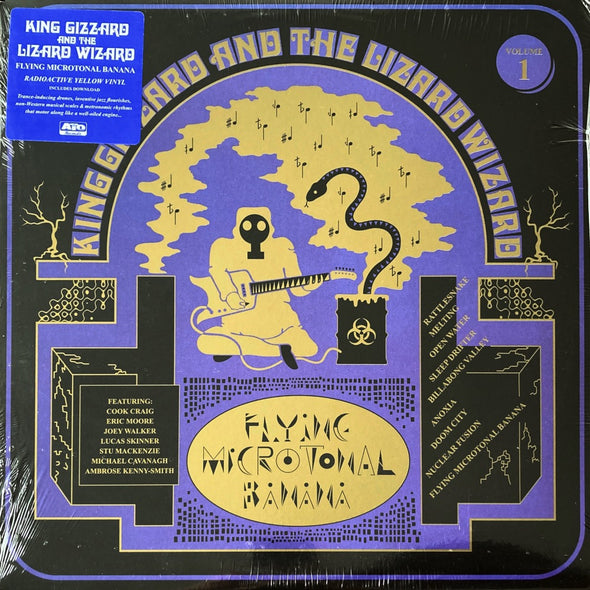 KING GIZZARD
AND THE
LIZARD WIZARD
FLYING MICROTONAL BANANA
RADIOACTIVE YELLOW VINYL
INCLUDES DOWNLOAD
Trance-inducing drones, inventive jazz flourishes,
non-Western musical scales & metronomic rhythms
that motor along like a well-oiled engine...
ATO
RECORDS
KING GIZZARD AND THE LIZARD WIZARD
VOLUME
1
RATTLESNAKE
MELTING
OPEN WATER
SLEEP DRIFTER
BILLABONG VALLEY
ANOXIA
DOOM CITY
NUCLEAR FUSION
FLYING MICROTONAL BANANA
FEATURING:
COOK CRAIG
ERIC MOORE
JOEY WALKER
LUCAS SKINNER
STU MACKENZIE
MICHAEL CAVANAGH
AMBROSE KENNY-SMITH
FLYING
MICROTONAL
BANANA